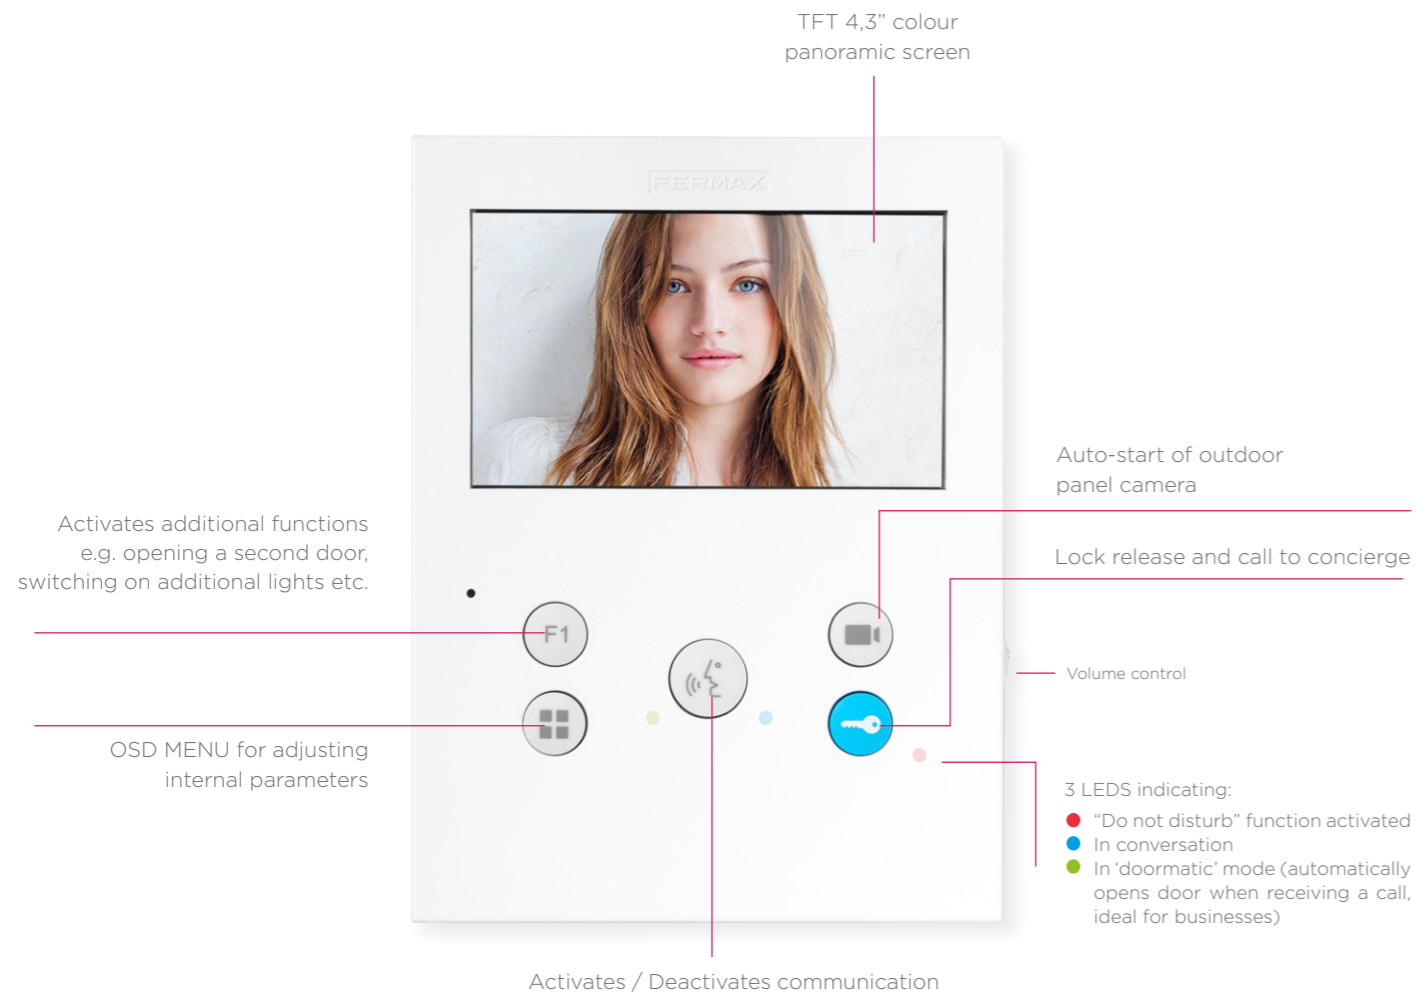 TFT 4,3” colour
panoramic screen
FERMAX
Auto-start of outdoor
panel camera
Activates additional functions
e.g. opening a second door,
switching on additional lights etc.
Lock release and call to concierge
F1
Volume control
OSD MENU for adjusting
internal parameters
3 LEDS indicating:
“Do not disturb” function activated
In conversation
In ‘doormatic’ mode (automatically
opens door when receiving a call,
ideal for businesses)
Activates / Deactivates communication